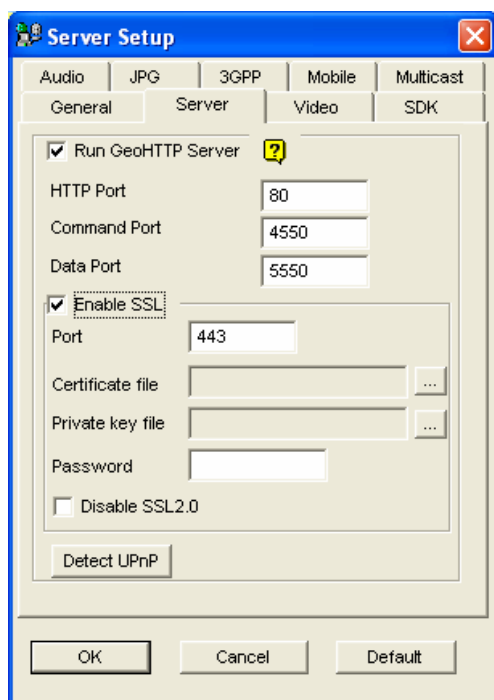 Server Setup
Audio JPG 3GPP Mobile Multicast
General Server Video SDK
Run GeoHTTP Server ?
HTTP Port 80
Command Port 4550
Data Port 5550
Enable SSL
Port 443
Certificate file ...
Private key file ...
Password
Disable SSL2.0
Detect UPnP
OK Cancel Default